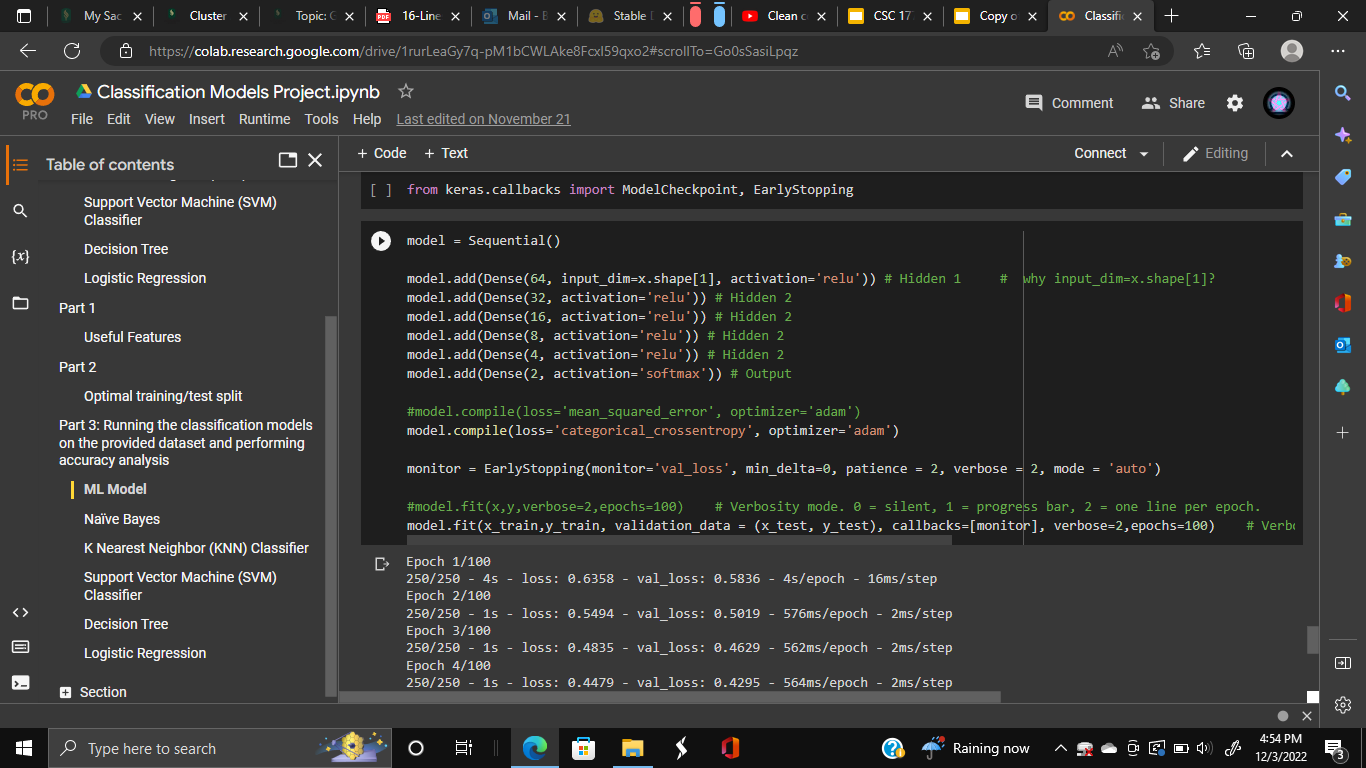 My Sac
Cluster
Topic: C
16-Line
Mail - E
Stable D
Clean c
CSC 17
Copy o
Classifi
https://colab.research.google.com/drive/1rurLeaGy7q-pM1bCWLAke8Fcxl59qxo2#scrollTo=Go0sSasiLpqz
PRO
Classification Models Project.ipynb
File Edit View Insert Runtime Tools Help Last edited on November 21
Comment
Share
Table of contents
Support Vector Machine (SVM)
Classifier
Decision Tree
Logistic Regression
Part 1
Useful Features
Part 2
Optimal training/test split
Part 3: Running the classification models
on the provided dataset and performing
accuracy analysis
ML Model
Naïve Bayes
K Nearest Neighbor (KNN) Classifier
Support Vector Machine (SVM)
Classifier
Decision Tree
Logistic Regression
Section
+ Code + Text
Connect
Editing
[ ] from keras.callbacks import ModelCheckpoint, EarlyStopping
model = Sequential()
model.add(Dense(64, input_dim=x.shape[1], activation='relu')) # Hidden 1 # why input_dim=x.shape[1]?
model.add(Dense(32, activation='relu')) # Hidden 2
model.add(Dense(16, activation='relu')) # Hidden 2
model.add(Dense(8, activation='relu')) # Hidden 2
model.add(Dense(4, activation='relu')) # Hidden 2
model.add(Dense(2, activation='softmax')) # Output
#model.compile(loss='mean_squared_error', optimizer='adam')
model.compile(loss='categorical_crossentropy', optimizer='adam')
monitor = EarlyStopping(monitor='val_loss', min_delta=0, patience = 2, verbose = 2, mode = 'auto')
#model.fit(x,y,verbose=2,epochs=100) # Verbosity mode. 0 = silent, 1 = progress bar, 2 = one line per epoch.
model.fit(x_train,y_train, validation_data = (x_test, y_test), callbacks=[monitor], verbose=2,epochs=100) # Verbo
Epoch 1/100
250/250 - 4s - loss: 0.6358 - val_loss: 0.5836 - 4s/epoch - 16ms/step
Epoch 2/100
250/250 - 1s - loss: 0.5494 - val_loss: 0.5019 - 576ms/epoch - 2ms/step
Epoch 3/100
250/250 - 1s - loss: 0.4835 - val_loss: 0.4629 - 562ms/epoch - 2ms/step
Epoch 4/100
250/250 - 1s - loss: 0.4479 - val_loss: 0.4295 - 564ms/epoch - 2ms/step
Type here to search
Raining now
4:54 PM
12/3/2022
3